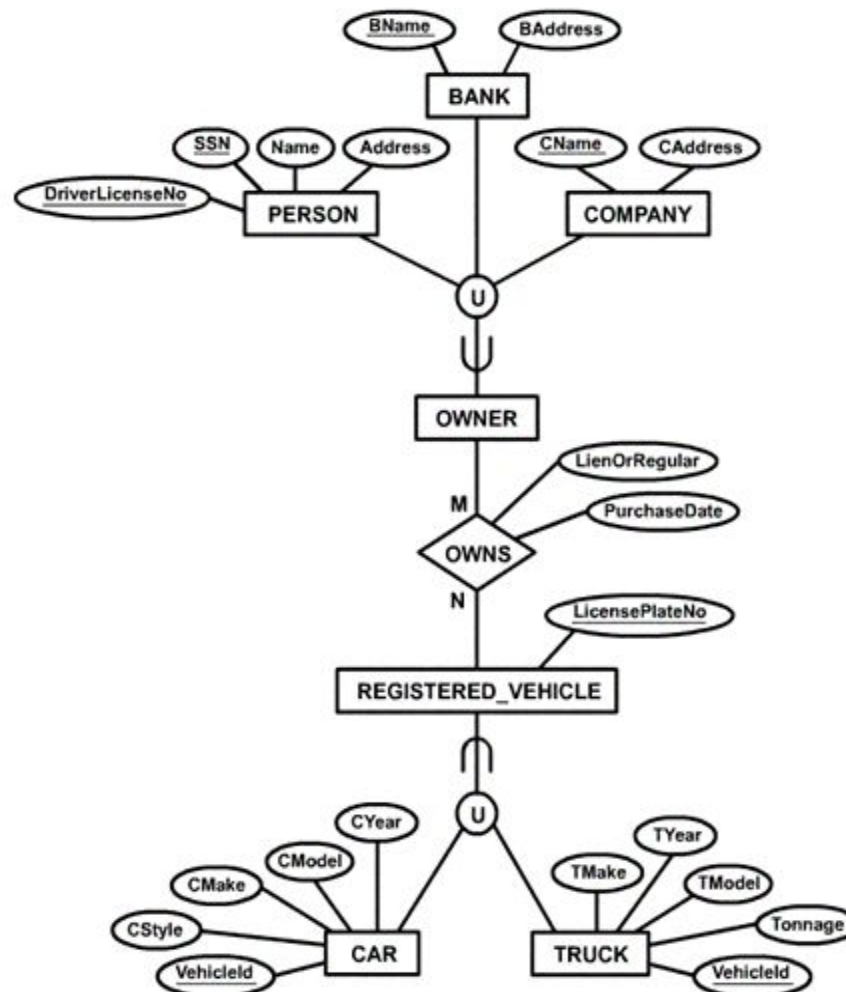 BName
BAddress
BANK
SSN
Name
Address
CName
CAddress
DriverLicenseNo
PERSON
COMPANY
U
OWNER
LienOrRegular
M
PurchaseDate
OWNS
N
LicensePlateNo
REGISTERED_VEHICLE
U
CYear
TYear
CModel
TMake
CMake
TModel
CStyle
Tonnage
CAR
TRUCK
VehicleId
VehicleId